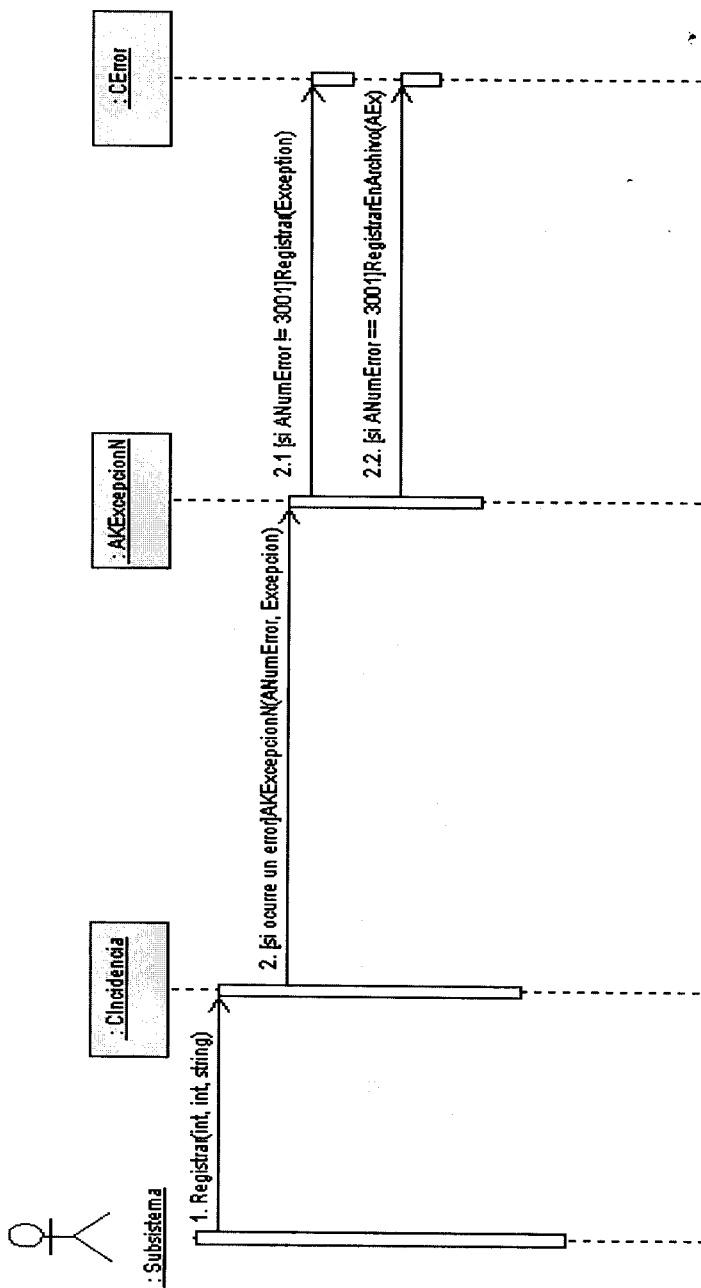 : Subsistema
: CIncidencia
: AKExcepcionN
: CError
1. Registrar(int, int, string)
2. [si ocurre un error]AKExcepcionN(ANumError, Excepcion)
2.1 [si ANumError != 3001]Registrar(Exception)
2.2. [si ANumError == 3001]RegistrarEnArchivo(AEx)